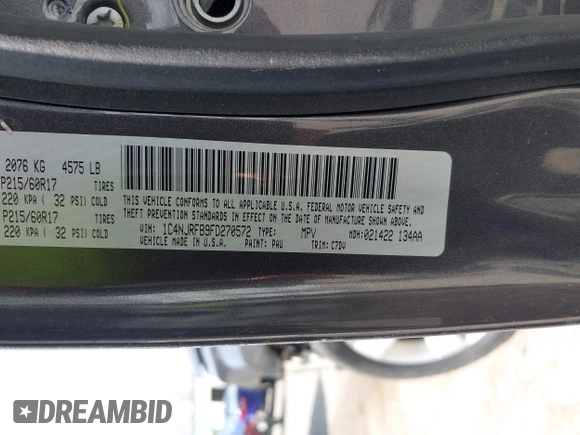 2076 KG 4575 LB
P215/60R17 TIRES
220 KPA ( 32 PSI) COLD
P215/60R17 TIRES
220 KPA ( 32 PSI) COLD
THIS VEHICLE CONFORMS TO ALL APPLICABLE U.S.A. FEDERAL MOTOR VEHICLE SAFETY AND
THEFT PREVENTION STANDARDS IN EFFECT ON THE DATE OF MANUFACTURE SHOWN ABOVE.
VIN: 1C4NJRFB9FD270572 TYPE: MPV MDH:021422 134AA
MADE IN U.S.A. PAINT: PAU TRIM: C7DV
DREAMBID